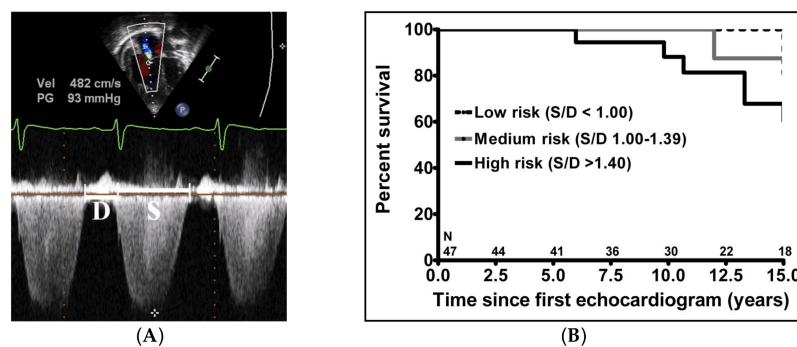 Vel 482 cm/s
PG 93 mmHg
P
D S
(A)
B
Percent survival
100
80
60
40
20
0
Low risk (S/D < 1.00)
Medium risk (S/D 1.00-1.39)
High risk (S/D >1.40)
N
47 44 41 36 30 22 18
0.0 2.5 5.0 7.5 10.0 12.5 15.0
Time since first echocardiogram (years)
(B)